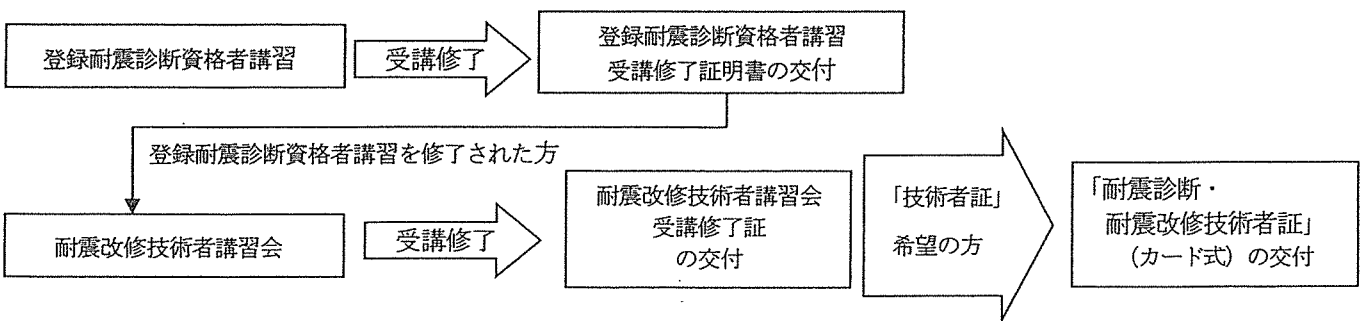 登録耐震診断資格者講習
受講修了
登録耐震診断資格者講習
受講修了証明書の交付
登録耐震診断資格者講習を修了された方
耐震改修技術者講習会
受講修了
耐震改修技術者講習会
受講修了証
の交付
「技術者証」
希望の方
「耐震診断・
耐震改修技術者証」
（カード式）の交付